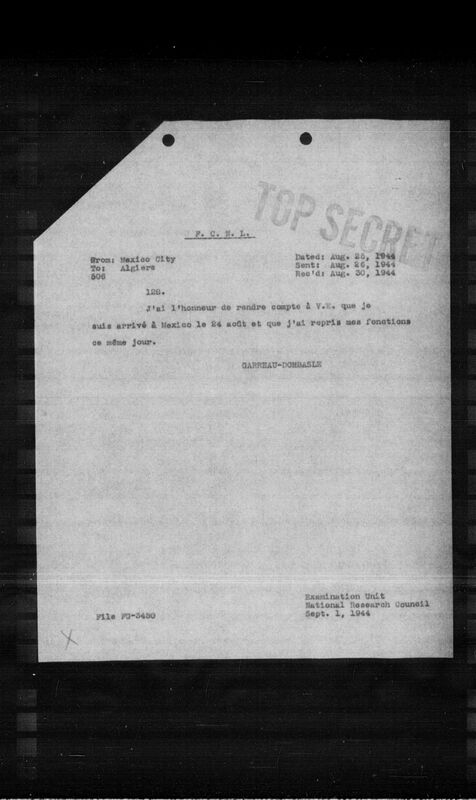 TOP SECRET
F. C. N. L.
From: Mexico City
To: Algiers
506
Dated: Aug. 25, 1944
Sent: Aug. 26, 1944
Rec'd: Aug. 30, 1944
128.
J'ai l'honneur de rendre compte à V.E. que je
suis arrivé à Mexico le 24 août et que j'ai repris mes fonctions
ce même jour.
GARREAU-DOMBASLE
Examination Unit
National Research Council
Sept. 1, 1944
File FU-3450